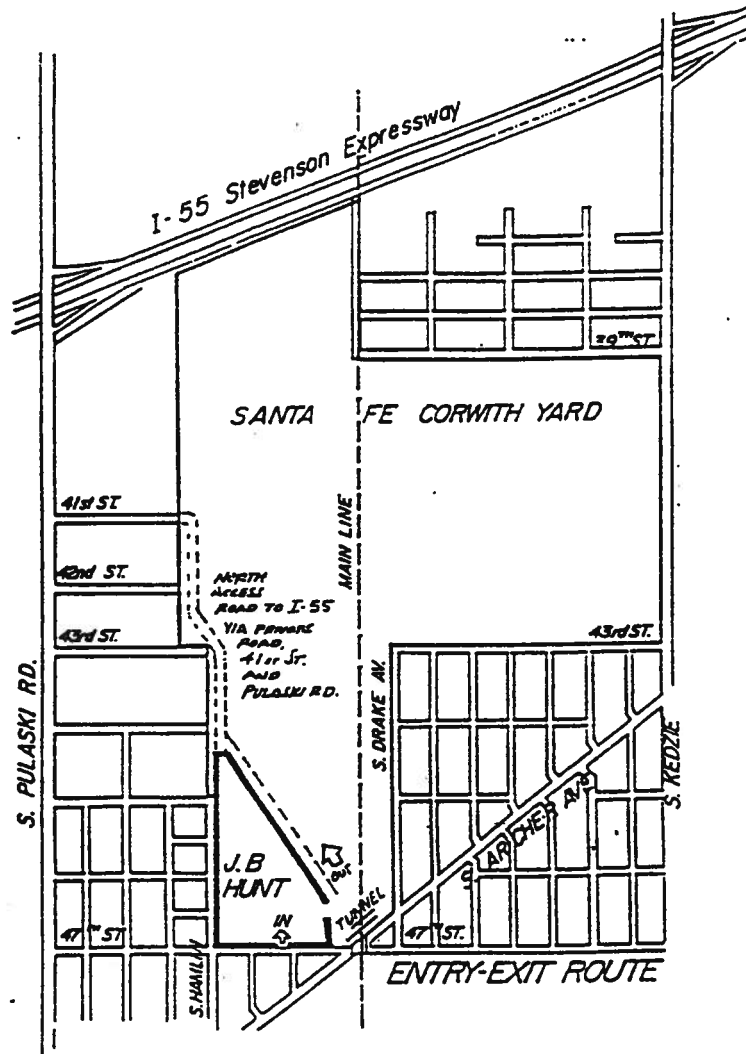 I-55 Stevenson Expressway
39TH ST.
SANTA FE CORWITH YARD
41st ST.
MAIN LINE
42nd ST.
NORTH
ACCESS
ROAD TO I-55
VIA PRIVATE
ROAD,
41ST ST.
AND
PULASKI RD.
43rd ST.
43rd ST.
S. PULASKI RD.
S. DRAKE AV.
S. KEDZIE
S. ARCHER AV.
J.B
HUNT
OUT
IN
TUNNEL
47TH ST
47TH ST.
S. HAMLIN
ENTRY-EXIT ROUTE